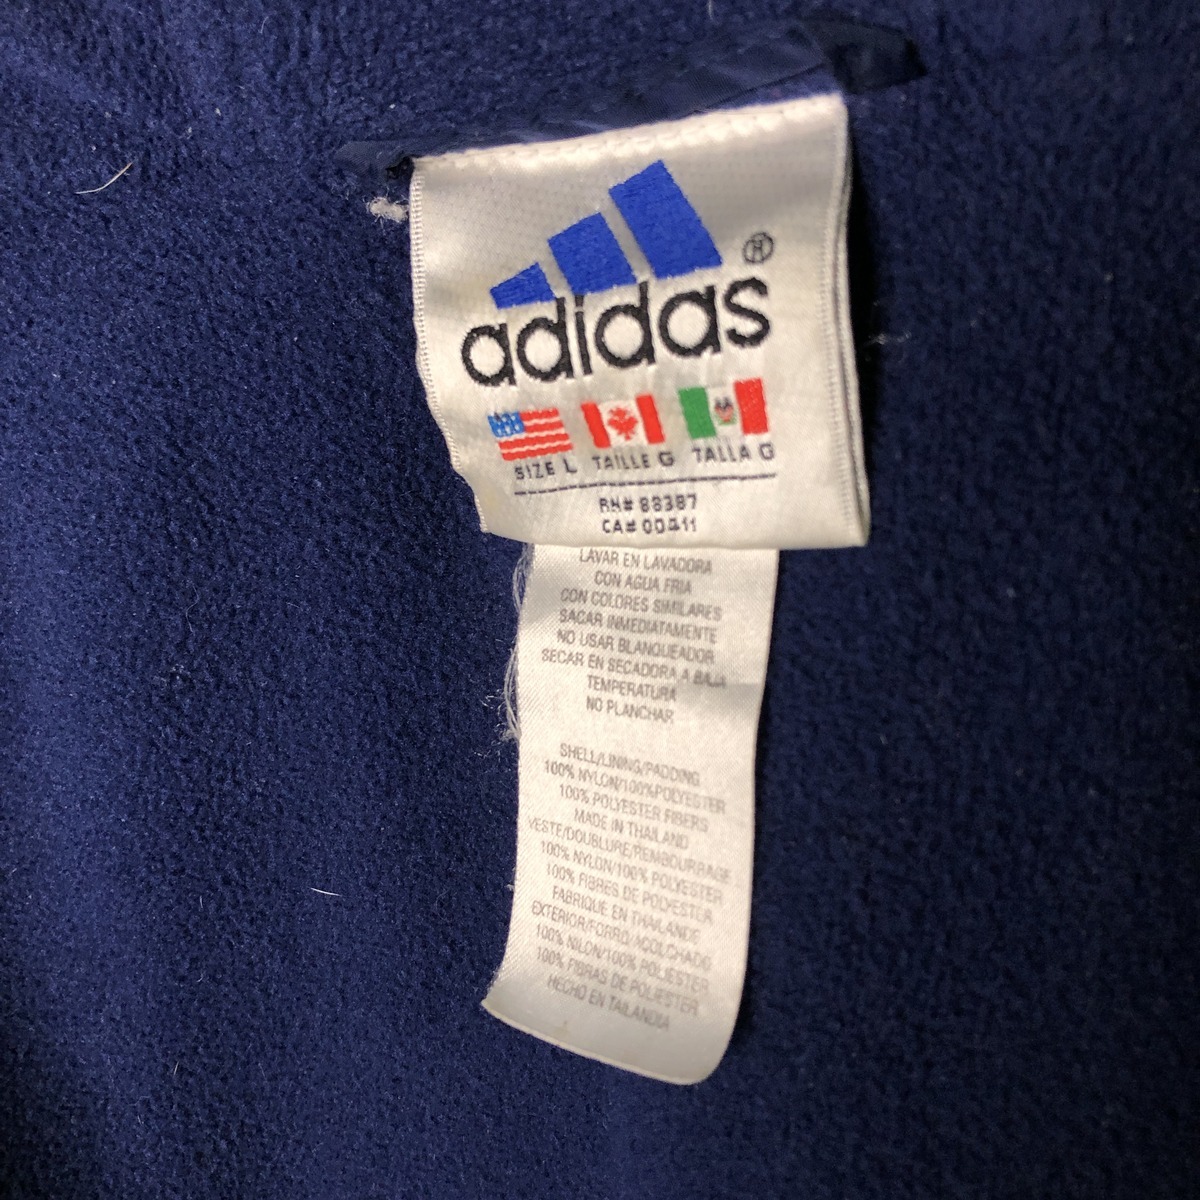 adidas®
SIZE L TAILLE G TALLA G
RN# 88387
CA# 00411
LAVAR EN LAVADORA
CON AGUA FRIA
CON COLORES SIMILARES
SACAR INMEDIATAMENTE
NO USAR BLANQUEADOR
SECAR EN SECADORA A BAJA
TEMPERATURA
NO PLANCHAR
SHELL/LINING/PADDING
100% NYLON/100%POLYESTER
100% POLYESTER FIBERS
MADE IN THAILAND
VESTE/DOUBLURE/REMBOURRAGE
100% NYLON/100% POLYESTER
100% FIBRES DE POLYESTER
FABRIQUE EN THAILANDE
EXTERIOR/FORRO/ACOLCHADO
100% NILON/100% POLIESTER
100% FIBRAS DE POLIESTER
HECHO EN TAILANDIA